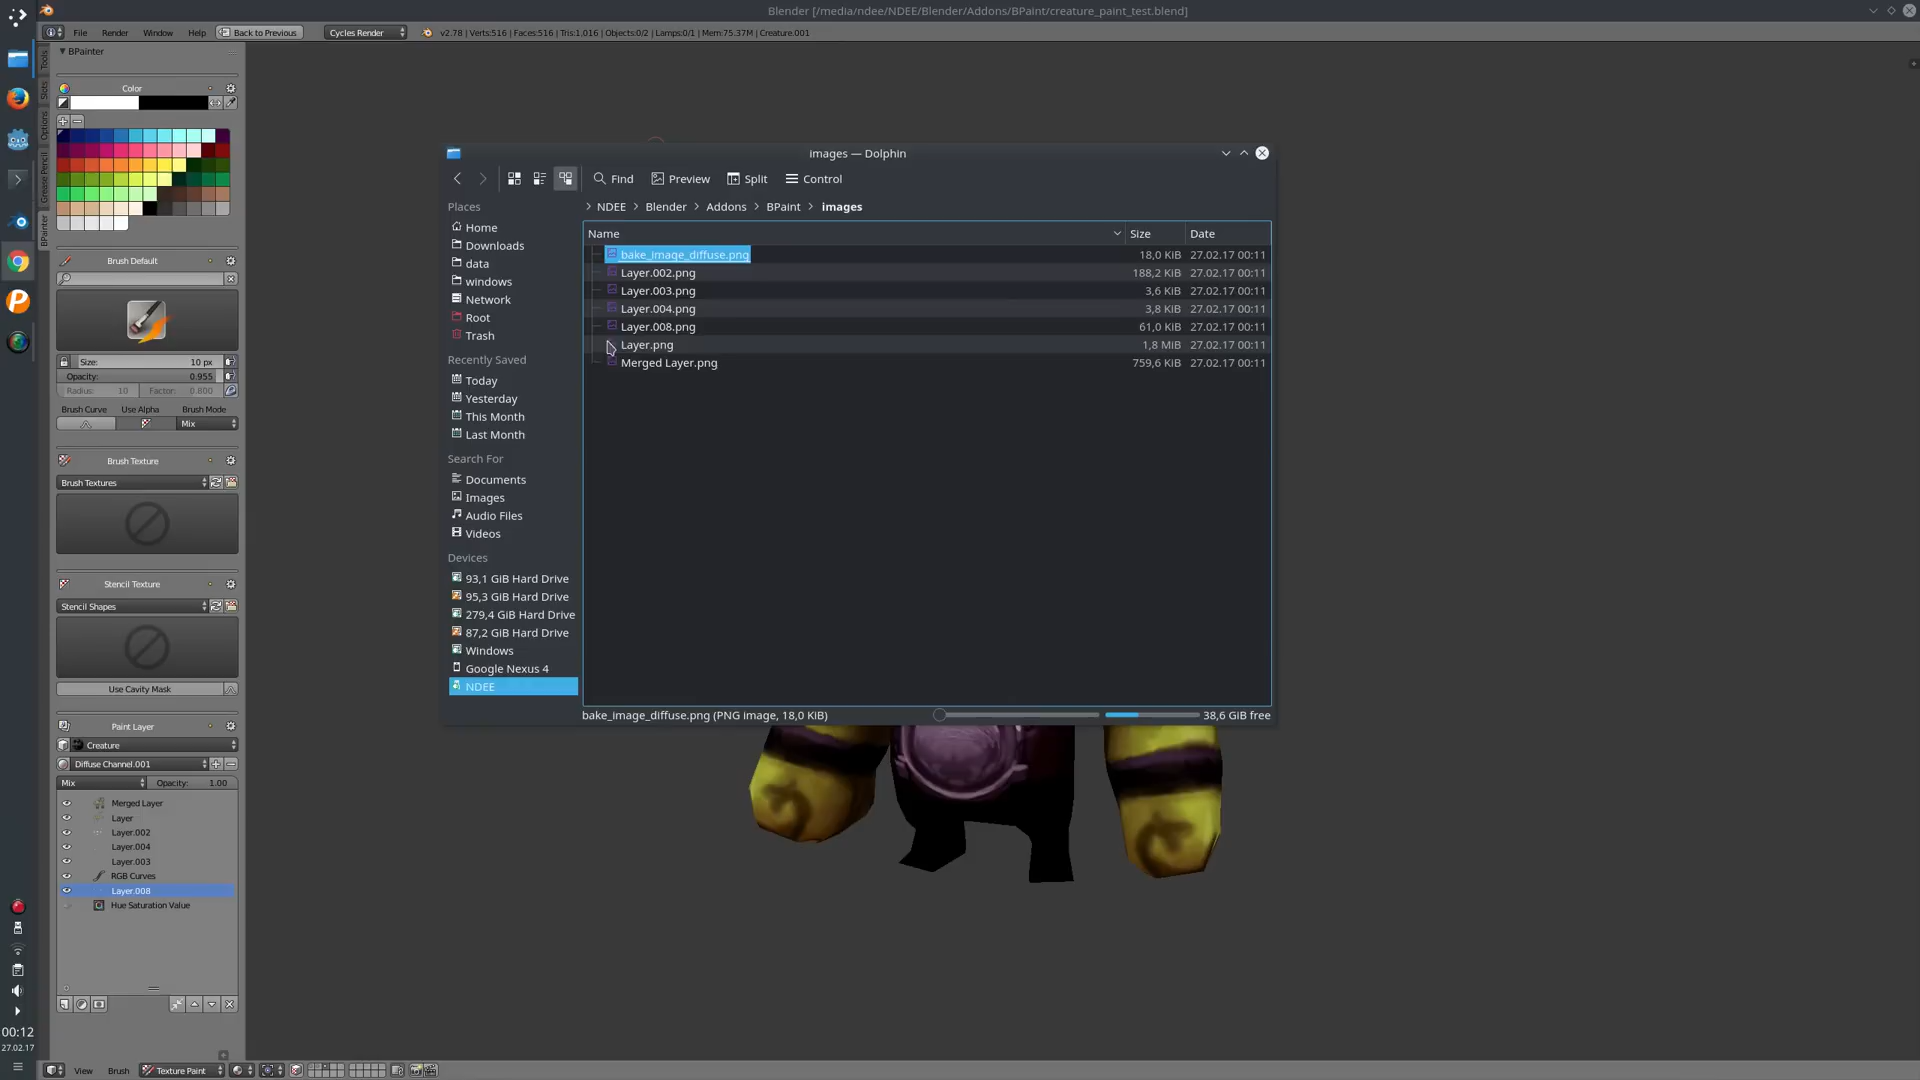 Blender [/media/ndee/NDEE/Blender/Addons/BPaint/creature_paint_test.blend]
File Render Window Help Back to Previous Cycles Render v2.78 | Verts:516 | Faces:516 | Tris:1,016 | Objects:0/2 | Lamps:0/1 | Mem:75.37M | Creature.001
BPainter
Tools
Slots
Options
Grease Pencil
BPainter
Color
Brush Default
Size: 10 px
Opacity: 0.955
Radius: 10 Factor: 0.800
Brush Curve Use Alpha Brush Mode
Mix
Brush Texture
Brush Textures
Stencil Texture
Stencil Shapes
Use Cavity Mask
Paint Layer
Creature
Diffuse Channel.001
Mix Opacity: 1.00
Merged Layer
Layer
Layer.002
Layer.004
Layer.003
RGB Curves
Layer.008
Hue Saturation Value
images — Dolphin
Find Preview Split Control
Places
Home
Downloads
data
windows
Network
Root
Trash
Recently Saved
Today
Yesterday
This Month
Last Month
Search For
Documents
Images
Audio Files
Videos
Devices
93,1 GiB Hard Drive
95,3 GiB Hard Drive
279,4 GiB Hard Drive
87,2 GiB Hard Drive
Windows
Google Nexus 4
NDEE
> NDEE > Blender > Addons > BPaint > images
Name Size Date
bake_image_diffuse.png 18,0 KiB 27.02.17 00:11
Layer.002.png 188,2 KiB 27.02.17 00:11
Layer.003.png 3,6 KiB 27.02.17 00:11
Layer.004.png 3,8 KiB 27.02.17 00:11
Layer.008.png 61,0 KiB 27.02.17 00:11
Layer.png 1,8 MiB 27.02.17 00:11
Merged Layer.png 759,6 KiB 27.02.17 00:11
bake_image_diffuse.png (PNG image, 18,0 KiB) 38,6 GiB free
00:12
27.02.17
View Brush Texture Paint